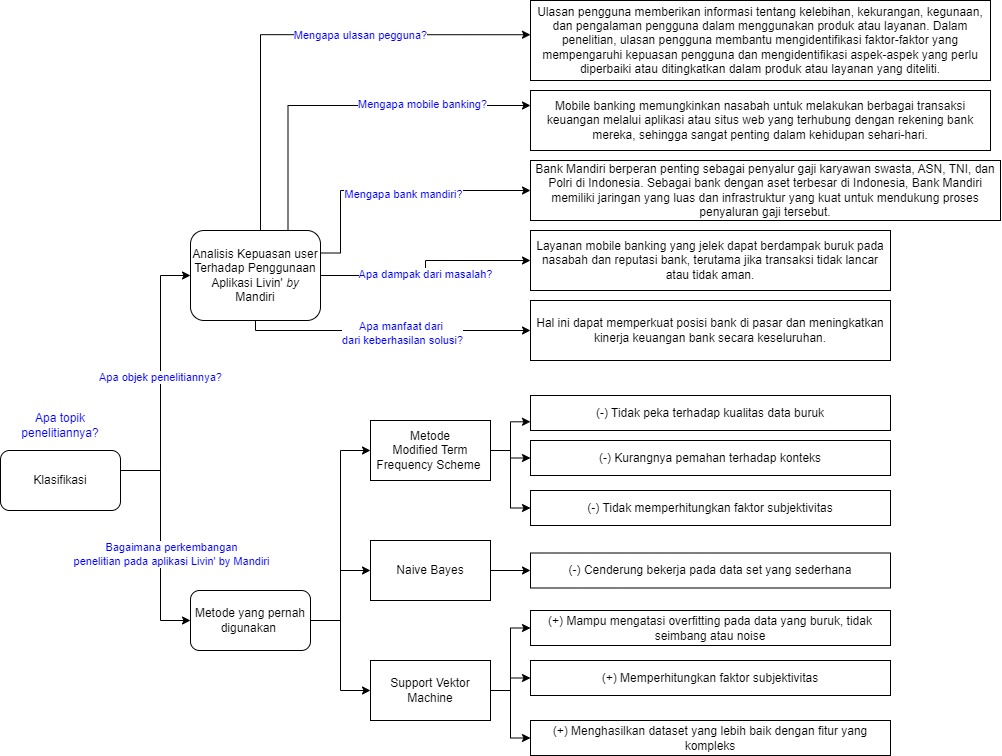 Ulasan pengguna memberikan informasi tentang kelebihan, kekurangan, kegunaan,
dan pengalaman pengguna dalam menggunakan produk atau layanan. Dalam
penelitian, ulasan pengguna membantu mengidentifikasi faktor-faktor yang
mempengaruhi kepuasan pengguna dan mengidentifikasi aspek-aspek yang perlu
diperbaiki atau ditingkatkan dalam produk atau layanan yang diteliti.
Mengapa ulasan pegguna?
Mengapa mobile banking?
Mobile banking memungkinkan nasabah untuk melakukan berbagai transaksi
keuangan melalui aplikasi atau situs web yang terhubung dengan rekening bank
mereka, sehingga sangat penting dalam kehidupan sehari-hari.
Mengapa bank mandiri?
Bank Mandiri berperan penting sebagai penyalur gaji karyawan swasta, ASN, TNI, dan
Polri di Indonesia. Sebagai bank dengan aset terbesar di Indonesia, Bank Mandiri
memiliki jaringan yang luas dan infrastruktur yang kuat untuk mendukung proses
penyaluran gaji tersebut.
Analisis Kepuasan user
Terhadap Penggunaan
Aplikasi Livin' by
Mandiri
Apa dampak dari masalah?
Layanan mobile banking yang jelek dapat berdampak buruk pada
nasabah dan reputasi bank, terutama jika transaksi tidak lancar
atau tidak aman.
Apa manfaat dari
dari keberhasilan solusi?
Hal ini dapat memperkuat posisi bank di pasar dan meningkatkan
kinerja keuangan bank secara keseluruhan.
Apa objek penelitiannya?
Apa topik
penelitiannya?
Klasifikasi
Bagaimana perkembangan
penelitian pada aplikasi Livin' by Mandiri
Metode yang pernah
digunakan
Metode
Modified Term
Frequency Scheme
(-) Tidak peka terhadap kualitas data buruk
(-) Kurangnya pemahan terhadap konteks
(-) Tidak memperhitungkan faktor subjektivitas
Naive Bayes
(-) Cenderung bekerja pada data set yang sederhana
Support Vektor
Machine
(+) Mampu mengatasi overfitting pada data yang buruk, tidak
seimbang atau noise
(+) Memperhitungkan faktor subjektivitas
(+) Menghasilkan dataset yang lebih baik dengan fitur yang
kompleks